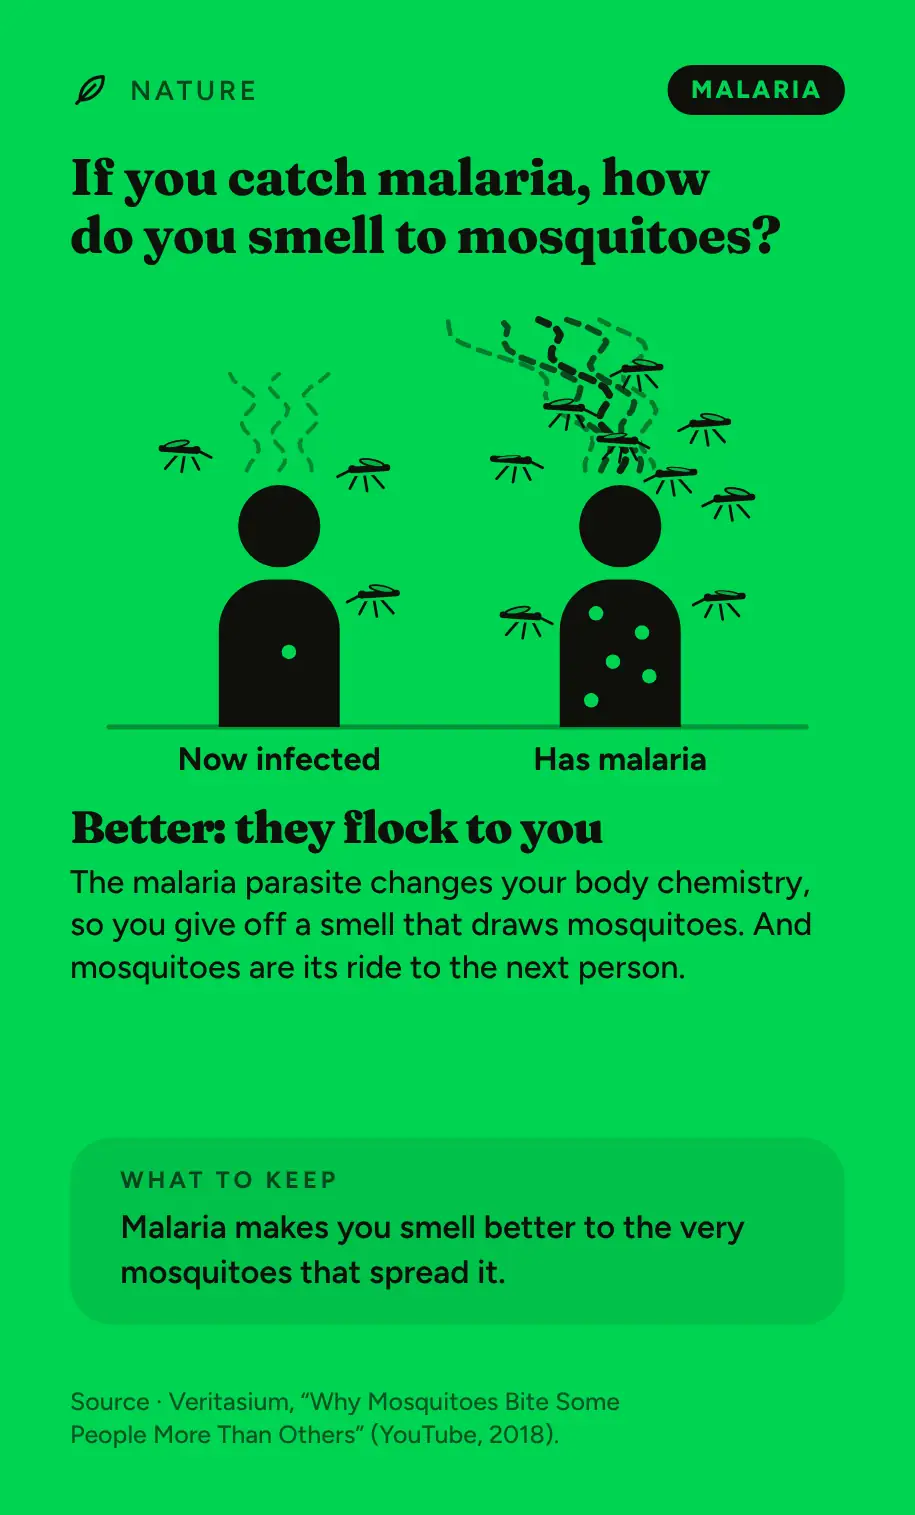 NATURE
MALARIA
If you catch malaria, how
do you smell to mosquitoes?
Now infected
Has malaria
Better: they flock to you
The malaria parasite changes your body chemistry,
so you give off a smell that draws mosquitoes. And
mosquitoes are its ride to the next person.
WHAT TO KEEP
Malaria makes you smell better to the very
mosquitoes that spread it.
Source · Veritasium, “Why Mosquitoes Bite Some
People More Than Others” (YouTube, 2018).